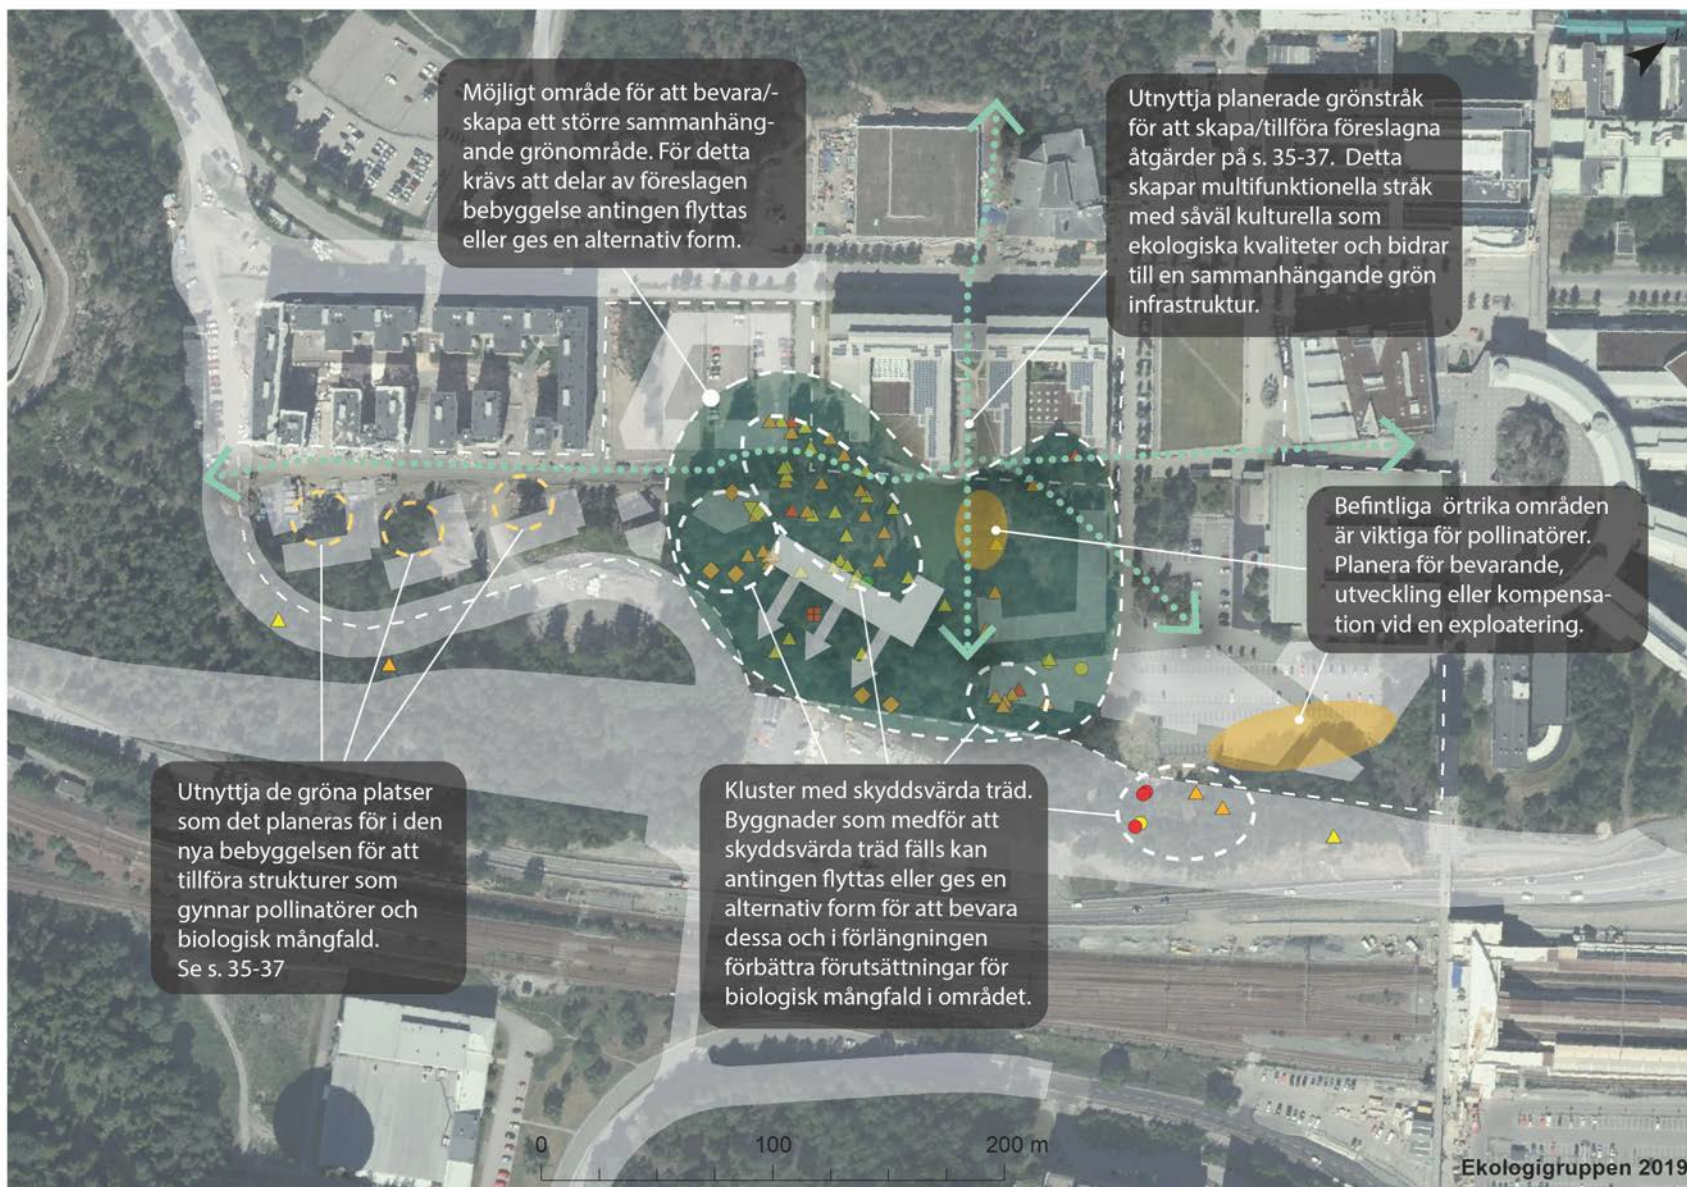 Möjligt område för att bevara/-
skapa ett större sammanhäng-
ande grönområde. För detta
krävs att delar av föreslagen
bebyggelse antingen flyttas
eller ges en alternativ form.
Utnyttja planerade grönstråk
för att skapa/tillföra föreslagna
åtgärder på s. 35-37.  Detta
skapar multifunktionella stråk
med såväl kulturella som
ekologiska kvaliteter och bidrar
till en sammanhängande grön
infrastruktur.
Befintliga  örtrika områden
är viktiga för pollinatörer.
Planera för bevarande,
utveckling eller kompensa-
tion vid en exploatering.
Utnyttja de gröna platser
som det planeras för i den
nya bebyggelsen för att
tillföra strukturer som
gynnar pollinatörer och
biologisk mångfald.
Se s. 35-37
Kluster med skyddsvärda träd.
Byggnader som medför att
skyddsvärda träd fälls kan
antingen flyttas eller ges en
alternativ form för att bevara
dessa och i förlängningen
förbättra förutsättningar för
biologisk mångfald i området.
0 100 200 m
Ekologigruppen 2019